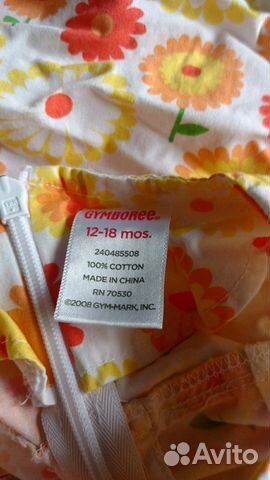 GYMBOREE®
12-18 mos.
240485508
100% COTTON
MADE IN CHINA
RN 70530
©2008 GYM-MARK, INC.
Avito